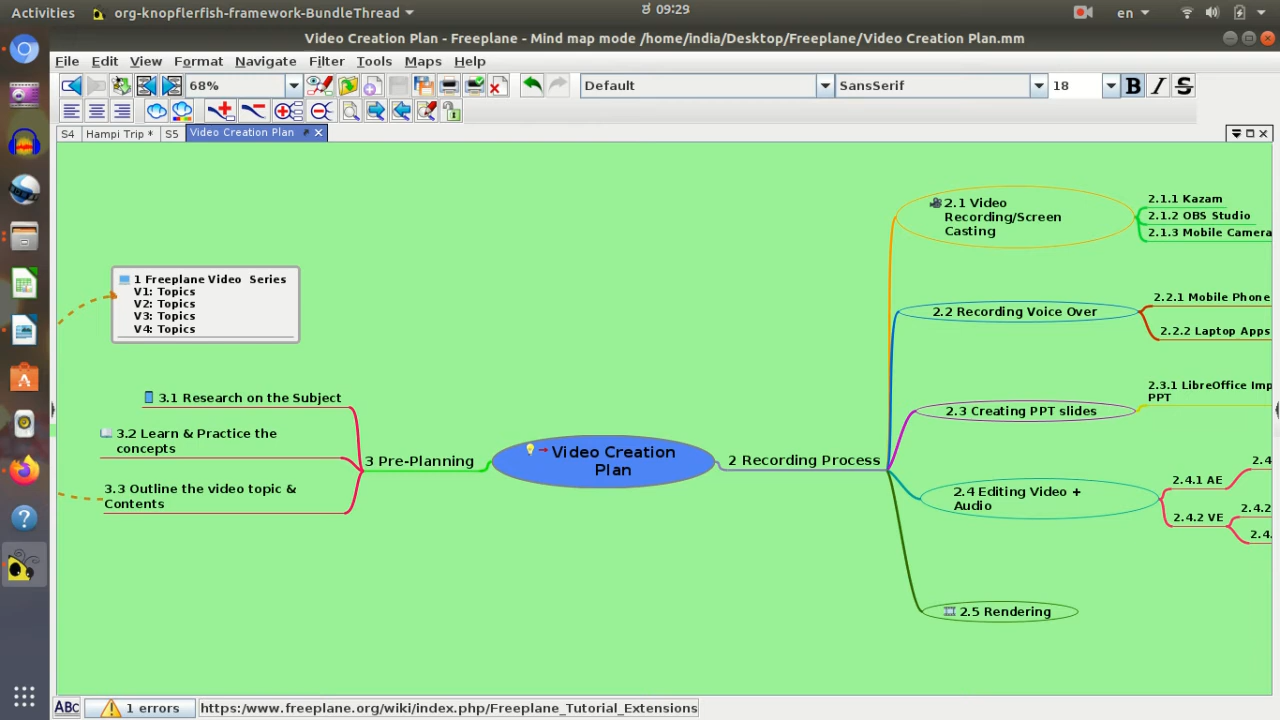 Activities
org-knopflerfish-framework-BundleThread
ಶ 09:29
en
Video Creation Plan - Freeplane - Mind map mode /home/india/Desktop/Freeplane/Video Creation Plan.mm
File Edit View Format Navigate Filter Tools Maps Help
68%
Default
SansSerif
18
B I S
S4
Hampi Trip *
S5
Video Creation Plan
1 Freeplane Video Series
V1: Topics
V2: Topics
V3: Topics
V4: Topics
3.1 Research on the Subject
3.2 Learn & Practice the
concepts
3.3 Outline the video topic &
Contents
3 Pre-Planning
Video Creation
Plan
2 Recording Process
2.1 Video
Recording/Screen
Casting
2.1.1 Kazam
2.1.2 OBS Studio
2.1.3 Mobile Camera
2.2 Recording Voice Over
2.2.1 Mobile Phone
2.2.2 Laptop Apps
2.3 Creating PPT slides
2.3.1 LibreOffice Imp
PPT
2.4 Editing Video +
Audio
2.4.1 AE
2.4
2.4.2 VE
2.4.2
2.4.
2.5 Rendering
ABc
1 errors
https:/www.freeplane.org/wiki/index.php/Freeplane_Tutorial_Extensions